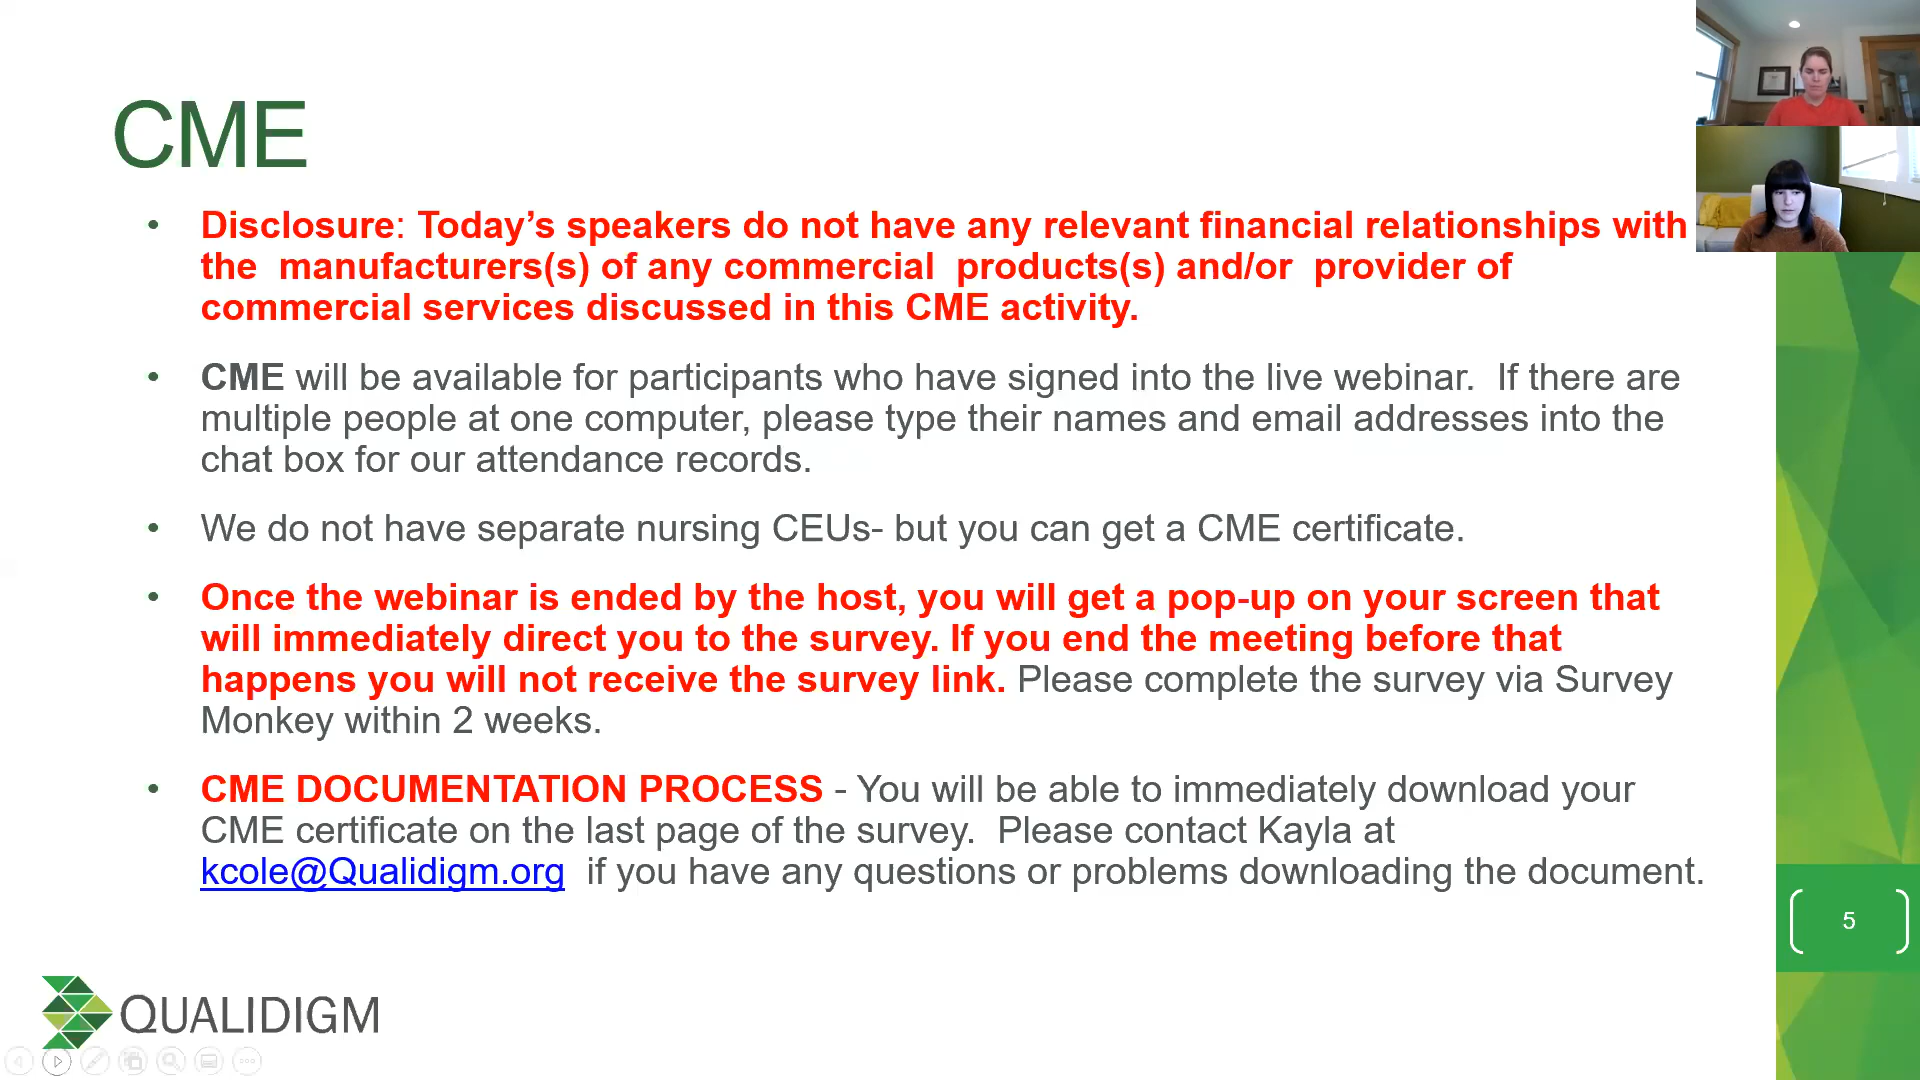 CME
• Disclosure: Today’s speakers do not have any relevant financial relationships with
the  manufacturers(s) of any commercial  products(s) and/or  provider of
commercial services discussed in this CME activity.
• CME will be available for participants who have signed into the live webinar.  If there are
multiple people at one computer, please type their names and email addresses into the
chat box for our attendance records.
• We do not have separate nursing CEUs- but you can get a CME certificate.
• Once the webinar is ended by the host, you will get a pop-up on your screen that
will immediately direct you to the survey. If you end the meeting before that
happens you will not receive the survey link. Please complete the survey via Survey
Monkey within 2 weeks.
• CME DOCUMENTATION PROCESS - You will be able to immediately download your
CME certificate on the last page of the survey.  Please contact Kayla at
kcole@Qualidigm.org  if you have any questions or problems downloading the document.
5
QUALIDIGM